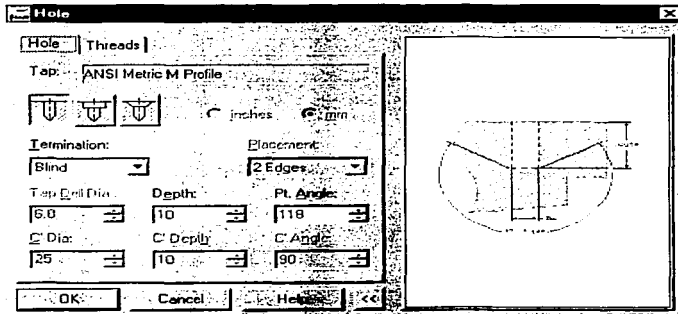 Hole
Hole Threads
Tap: ANSI Metric M Profile
inches mm
Termination: Placement:
Blind 2 Edges
Tap Drill Dia: Depth: Pt. Angle:
6.0 10 118
C' Dia: C' Depth: C' Angle:
25 10 90
OK Cancel Help <<